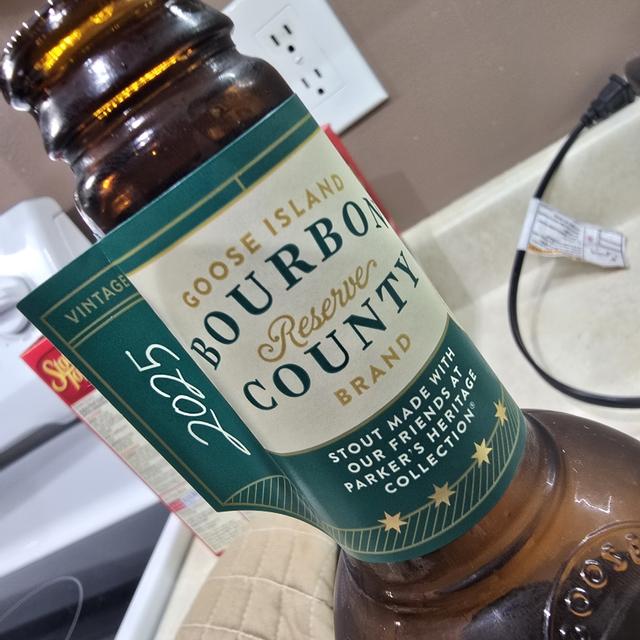 GOOSE ISLAND
BOURBON
Reserve
COUNTY
BRAND
STOUT MADE WITH
OUR FRIENDS AT
PARKER'S HERITAGE
COLLECTION®
VINTAGE
2025